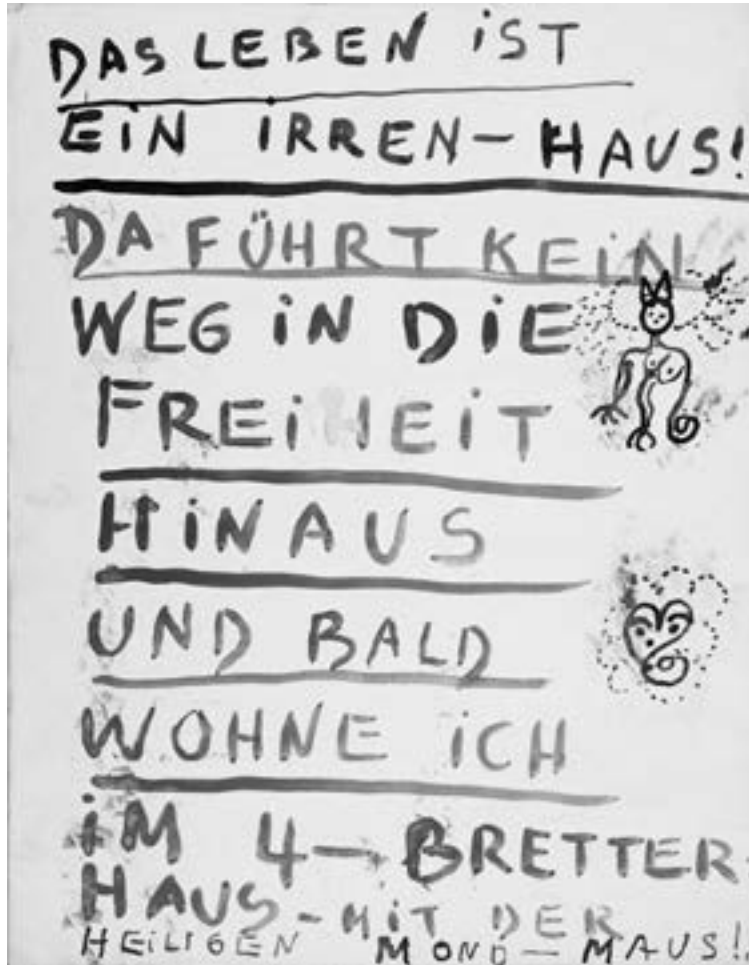 DAS LEBEN iST
EiN iRREN-HAUS!
DA FÜHRT KEiN
WEG iN DiE
FREiHEiT
HiNAUS
UND BALD
WOHNE iCH
iM 4-BRETTER-
HAUS-MiT DER
HEiLiGEN MOND-MAUS!!